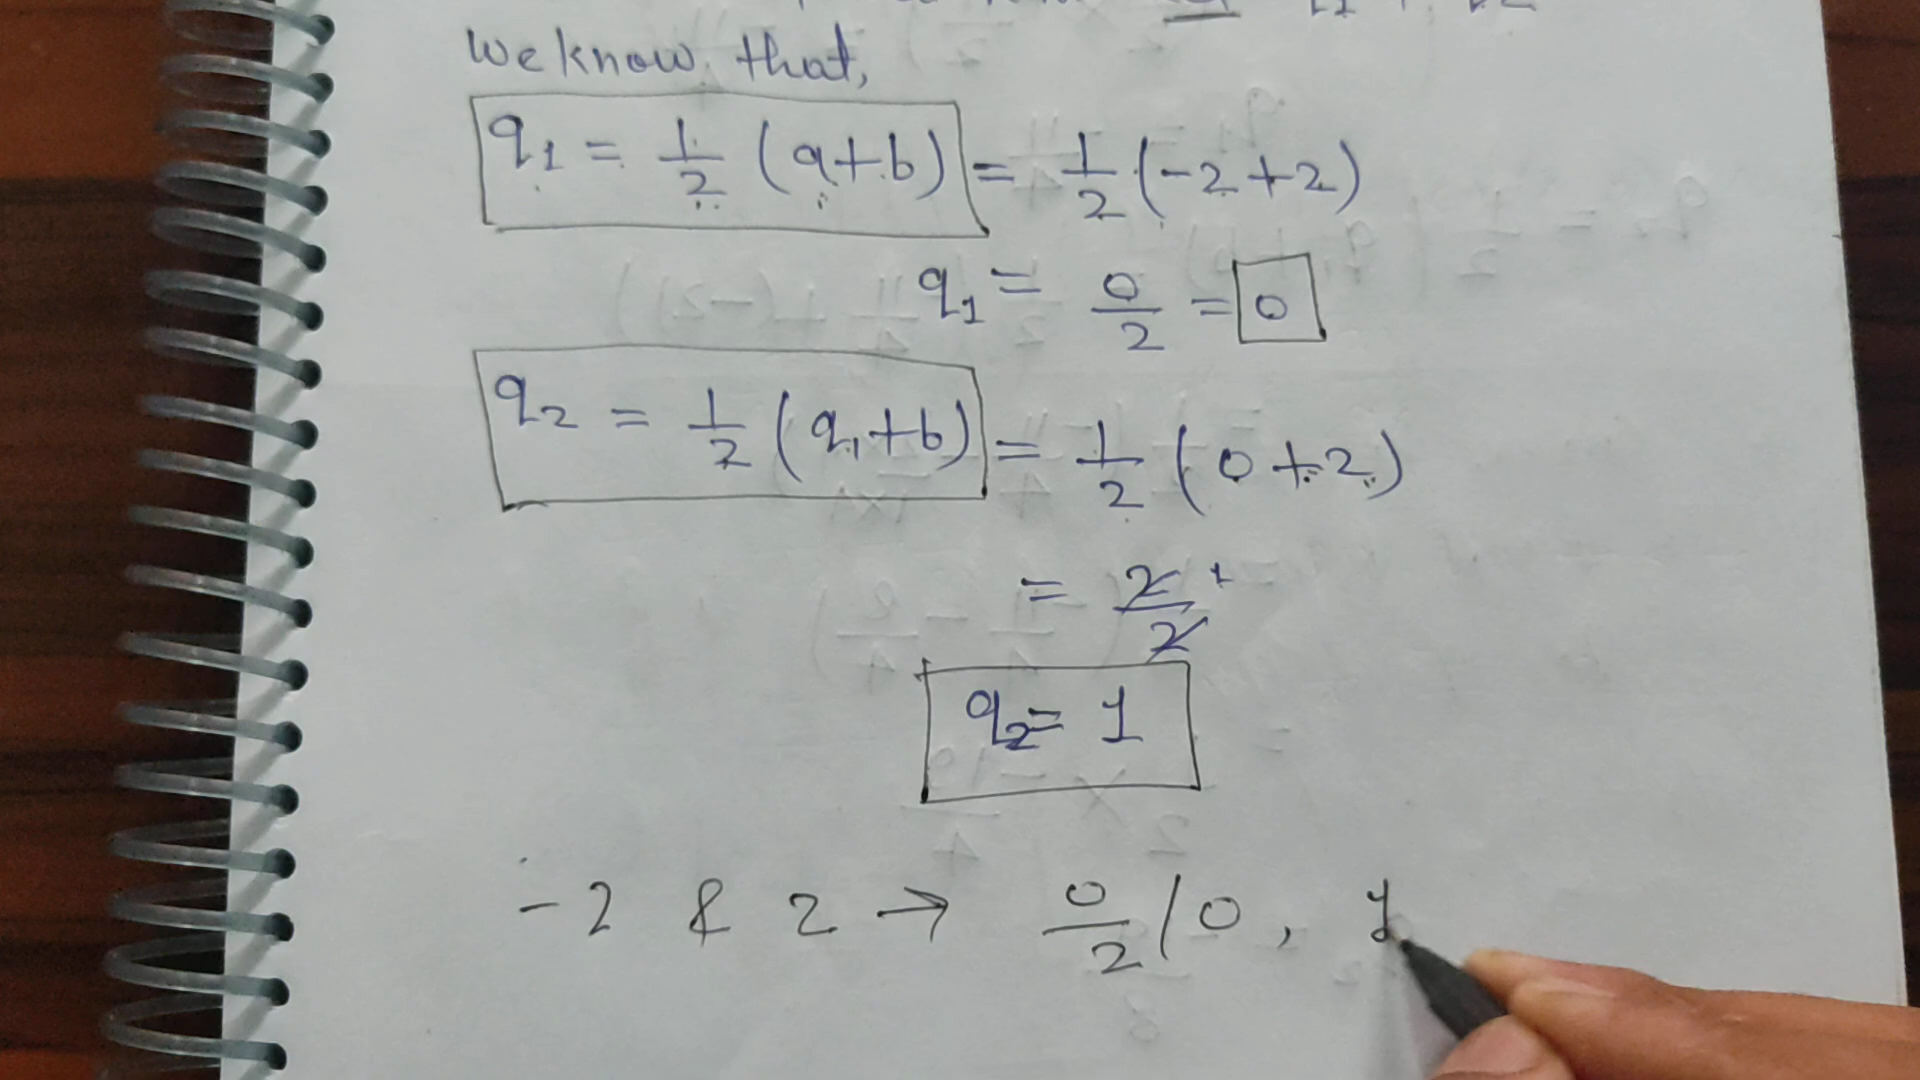 We know that,
q₁ = 1/2 (a+b) = 1/2 (-2+2)
q₁ = 0/2 = 0
q₂ = 1/2 (q₁+b) = 1/2 (0+2)
= 2/2 1
q₂ = 1
-2 & 2 → 0/2 / 0, 1